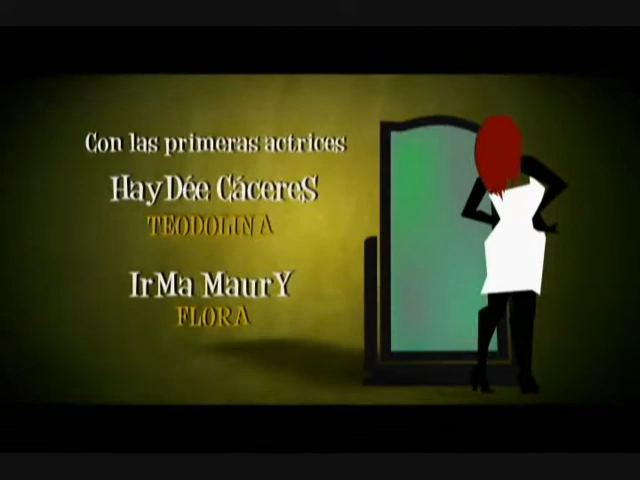 Con las primeras actrices
HayDée CácereS
TEODOLINA
IrMa MaurY
FLORA